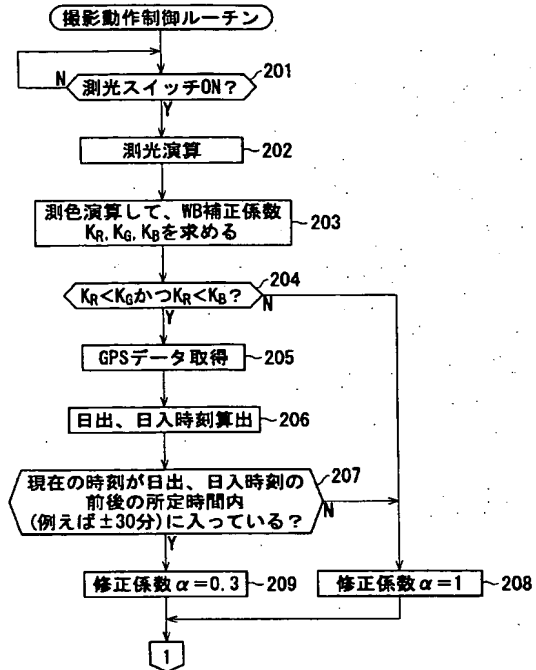 撮影動作制御ルーチン
N
測光スイッチON?
201
Y
測光演算
202
測色演算して、WB補正係数
KR, KG, KBを求める
203
KR<KGかつKR<KB?
204
N
Y
GPSデータ取得
205
日出、日入時刻算出
206
現在の時刻が日出、日入時刻の
前後の所定時間内
(例えば±30分)に入っている?
207
N
Y
修正係数α=0.3
209
修正係数α=1
208
1